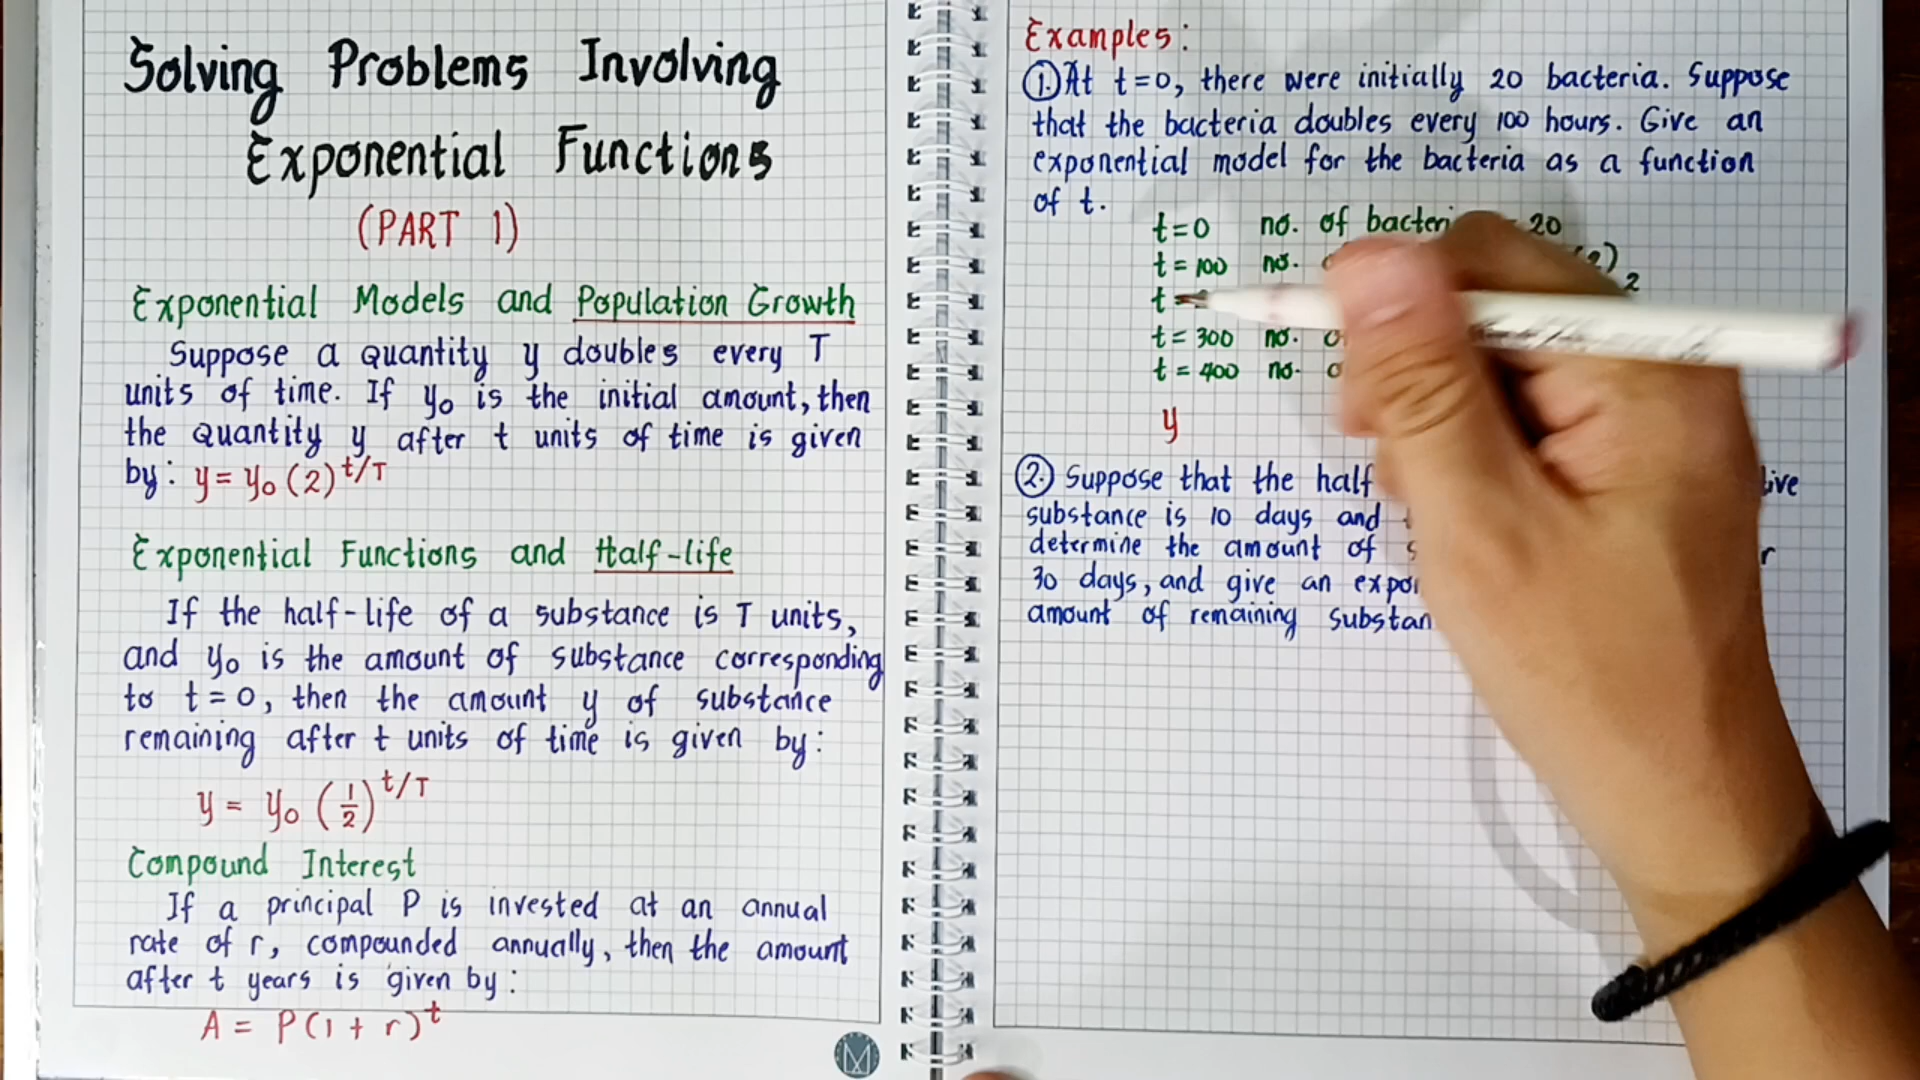 Solving Problems Involving
Exponential Functions
(PART 1)
Exponential Models and Population Growth
Suppose a quantity y doubles every T
units of time. If y₀ is the initial amount, then
the quantity y after t units of time is given
by: y = y₀ (2)^t/T
Exponential Functions and Half-life
If the half-life of a substance is T units,
and y₀ is the amount of substance corresponding
to t = 0, then the amount y of substance
remaining after t units of time is given by:
y = y₀ (1/2)^t/T
Compound Interest
If a principal P is invested at an annual
rate of r, compounded annually, then the amount
after t years is given by:
A = P(1 + r)^t
Examples:
1. At t=0, there were initially 20 bacteria. Suppose
that the bacteria doubles every 100 hours. Give an
exponential model for the bacteria as a function
of t.
t=0 no. of 20
t = 100 no. (2)
t = 2
t = 300 no.
t = 400 no.
y
2. Suppose that the half
substance is 10 days and
determine the amount of
30 days, and give an
amount of remaining